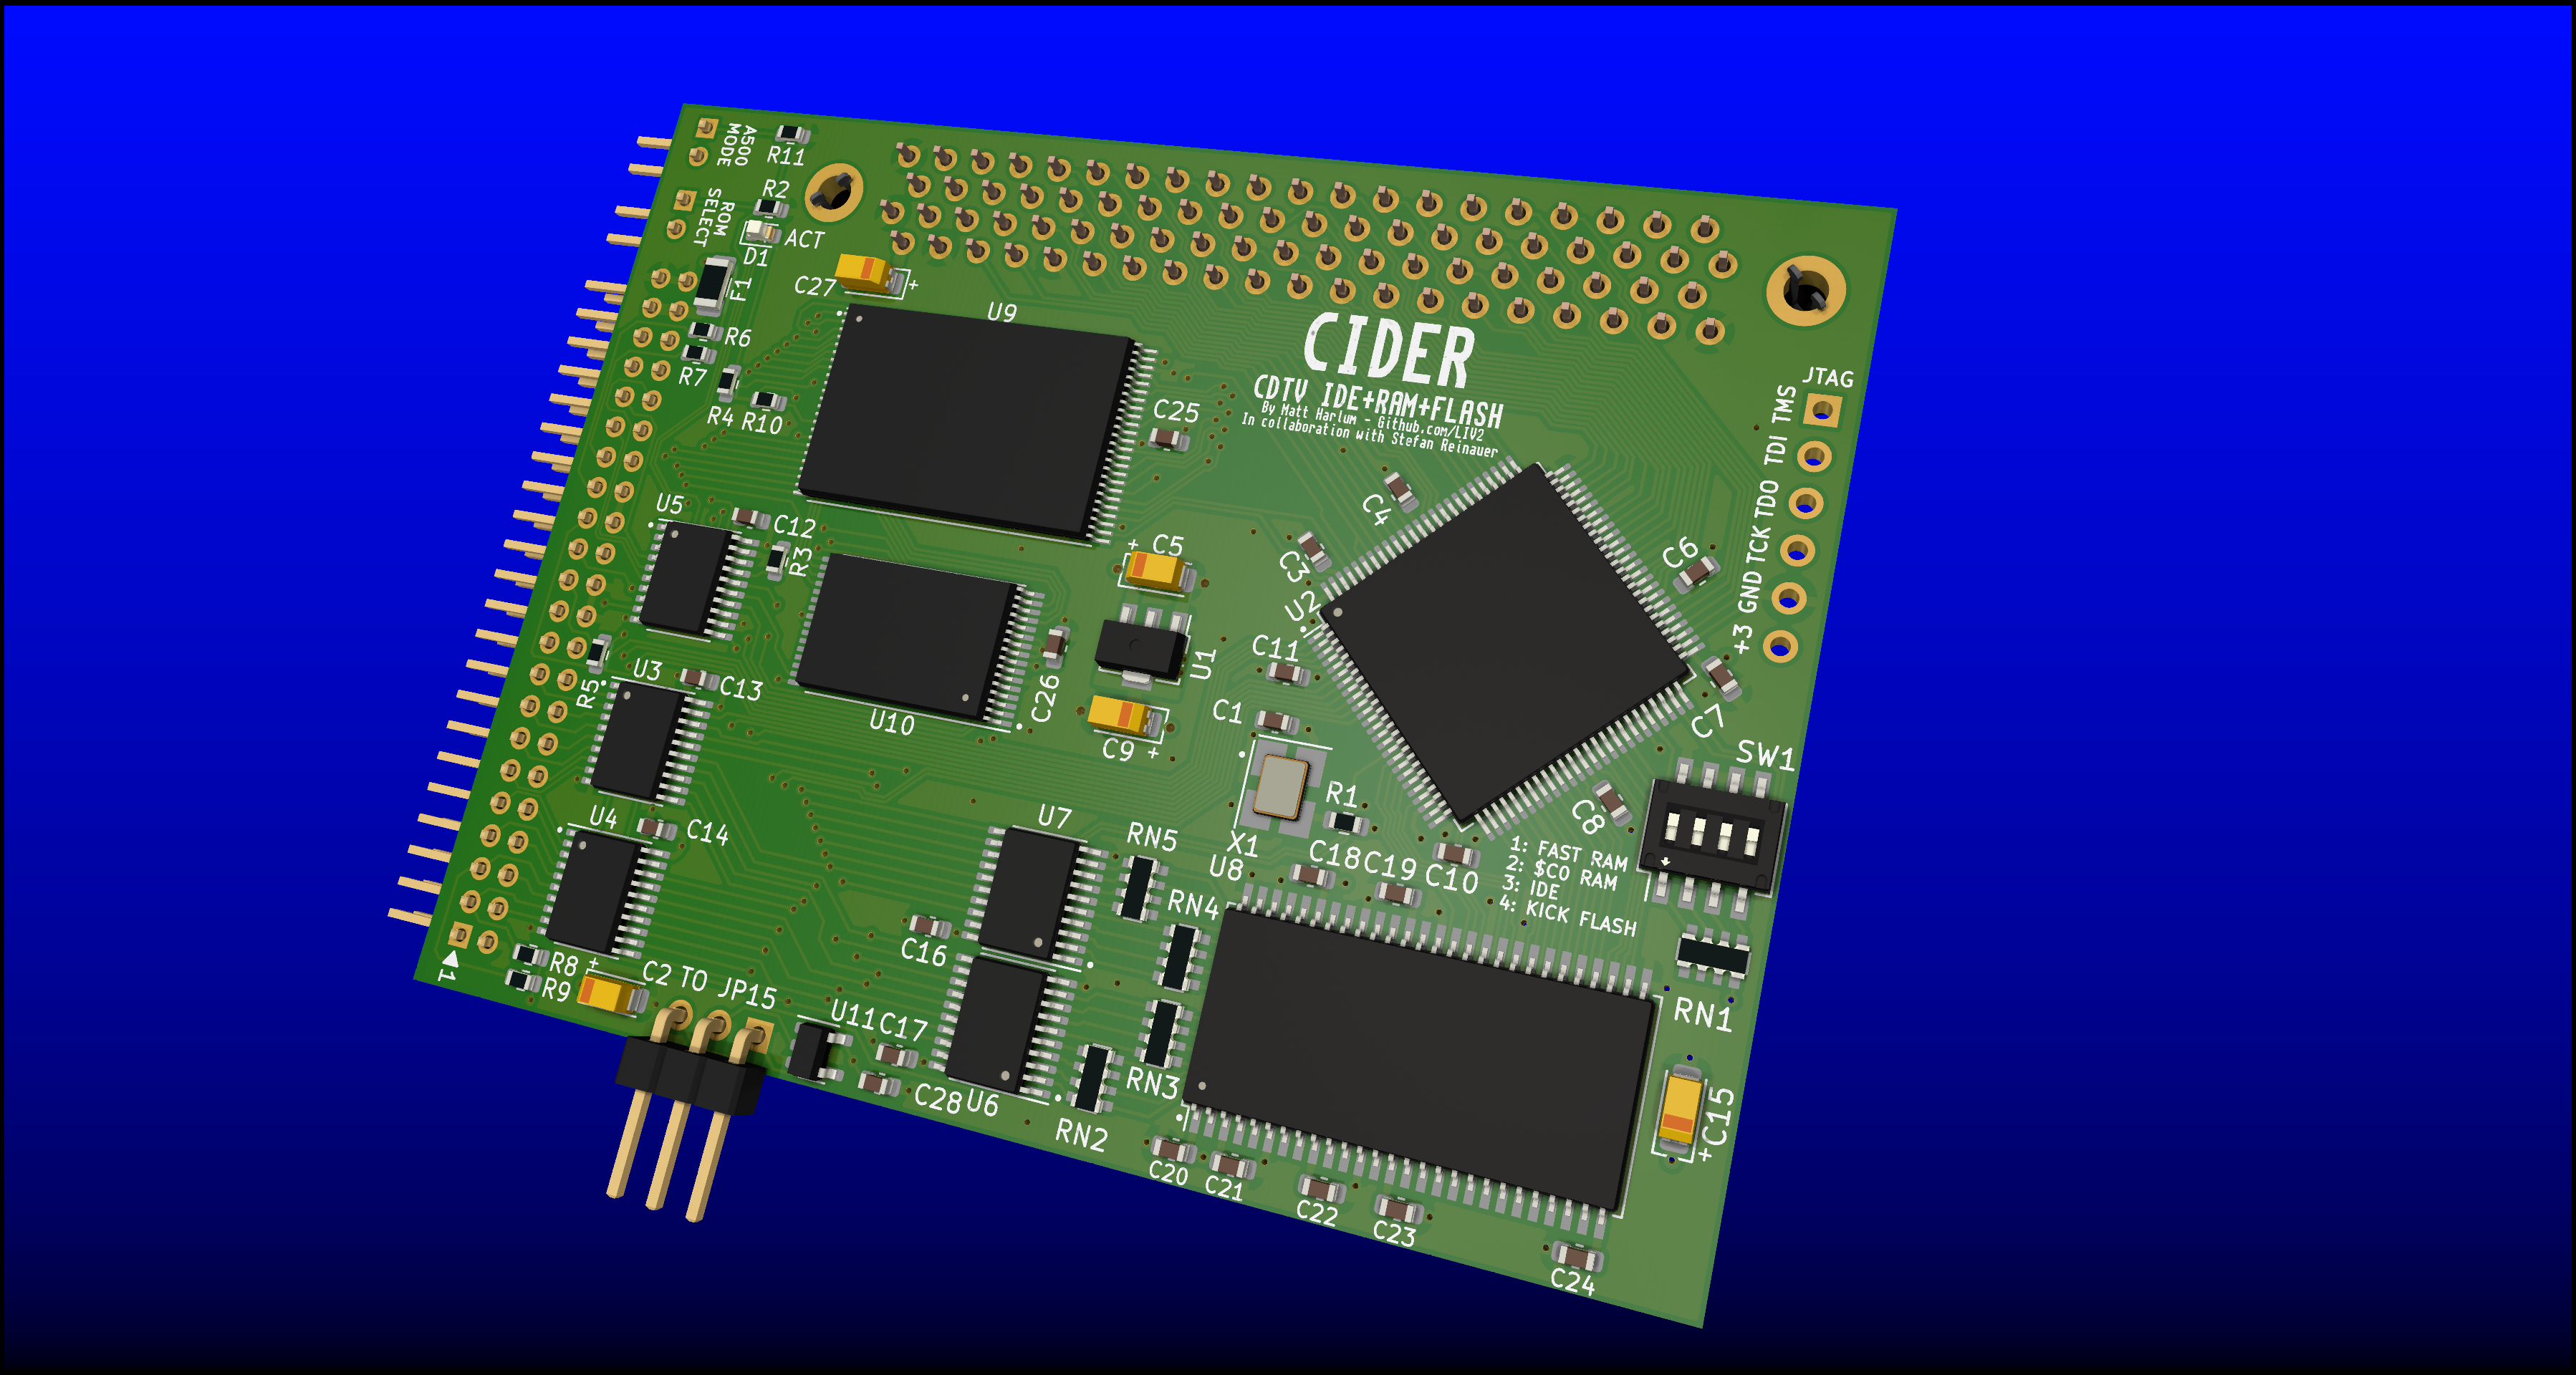 A500
MODE
R11
ROM
SELECT
R2
ACT
D1
C27
+
F1
R6
R7
R4
R10
U9
C25
CIDER
CDTV IDE+RAM+FLASH
By Matt Harlum - Github.com/LIV2
In collaboration with Stefan Reinauer
JTAG
TMS
TDI
TDO
TCK
GND
+3
U5
C12
R3
+
C5
C4
C3
C6
U2
U1
C11
C26
U10
R5
U3
C13
C1
C9 +
C7
SW1
C8
R1
X1
U4
C14
U7
RN5
U8
C18
C19
C10
1: FAST RAM
2: $C0 RAM
3: IDE
4: KICK FLASH
RN4
C16
RN1
1
R8
R9
+
C2
TO JP15
U11
C17
C28
U6
RN3
RN2
C15
+
C20
C21
C22
C23
C24